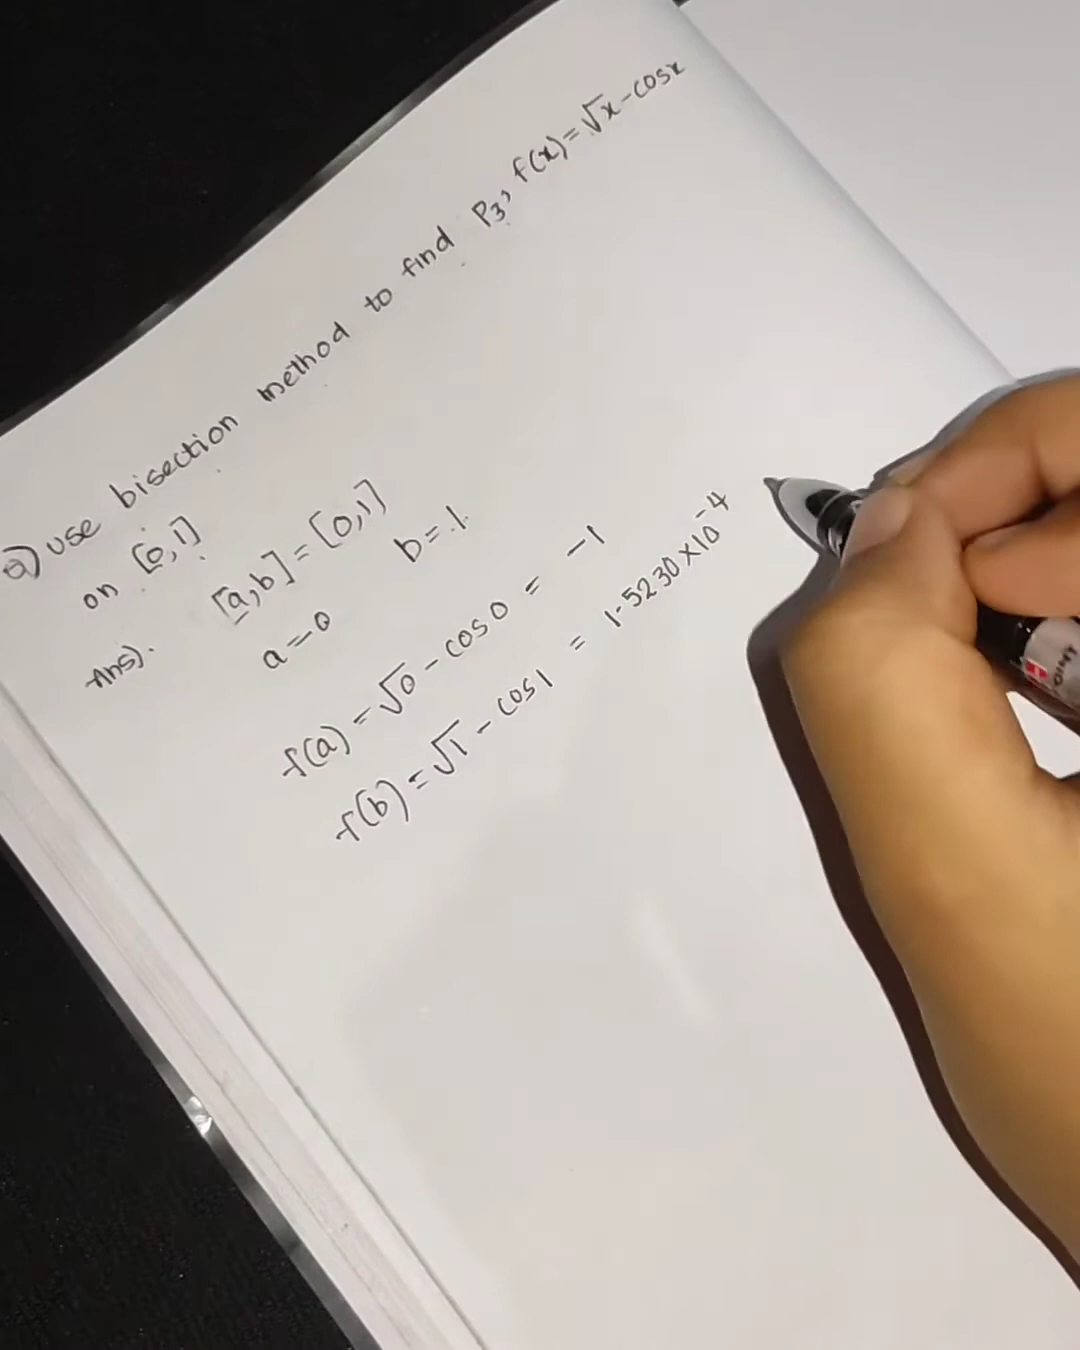 Q) use bisection method to find P₃, f(x)=√x-cosx
on [0,1]
Ans). [a,b]=[0,1]
a=0 b=1
f(a)=√0-cos0 = -1
f(b)=√1-cos1 = 1.5230×10⁻⁴